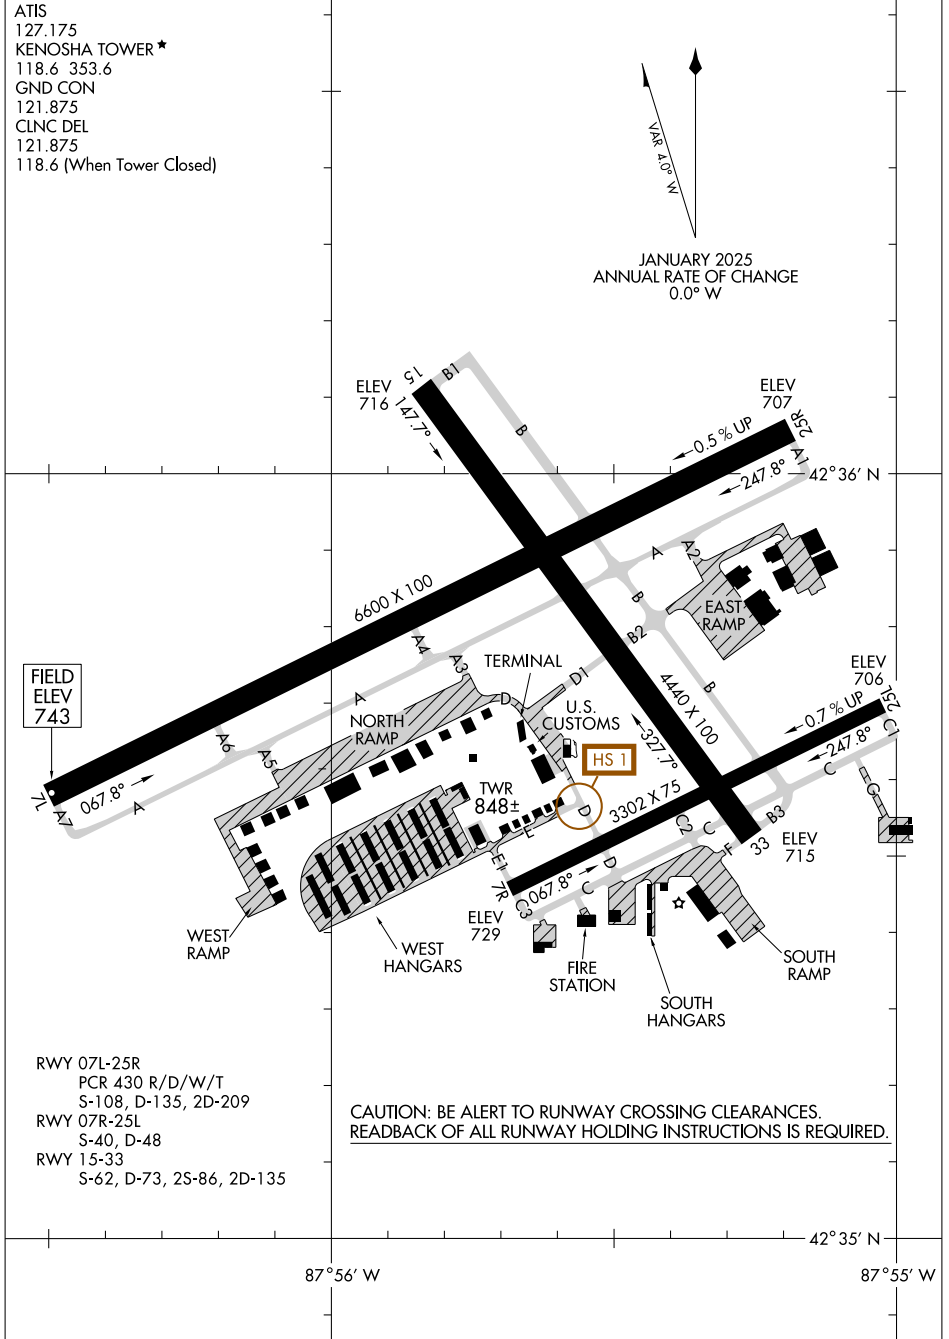 ATIS
127.175
KENOSHA TOWER ★
118.6 353.6
GND CON
121.875
CLNC DEL
121.875
118.6 (When Tower Closed)
VAR 4.0° W
JANUARY 2025
ANNUAL RATE OF CHANGE
0.0° W
ELEV
716
15
B1
147.7°
B
ELEV
707
25R
0.5 % UP
A1
247.8°
42°36' N
A
A2
B
EAST
RAMP
6600 X 100
B2
A4
A3
TERMINAL
D1
D
B
4440 X 100
ELEV
706
25L
0.7 % UP
C1
247.8°
FIELD
ELEV
743
A
NORTH
RAMP
U.S.
CUSTOMS
327.7°
A6
A5
HS 1
C
G
7L
067.8°
A7
A
TWR
848±
D
3302 X 75
E
C2
C
B3
F
33
ELEV
715
E1
7R
067.8°
D
C
C3
ELEV
729
WEST
RAMP
WEST
HANGARS
FIRE
STATION
SOUTH
RAMP
SOUTH
HANGARS
RWY 07L-25R
PCR 430 R/D/W/T
S-108, D-135, 2D-209
RWY 07R-25L
S-40, D-48
RWY 15-33
S-62, D-73, 2S-86, 2D-135
CAUTION: BE ALERT TO RUNWAY CROSSING CLEARANCES.
READBACK OF ALL RUNWAY HOLDING INSTRUCTIONS IS REQUIRED.
42°35' N
87°56' W
87°55' W